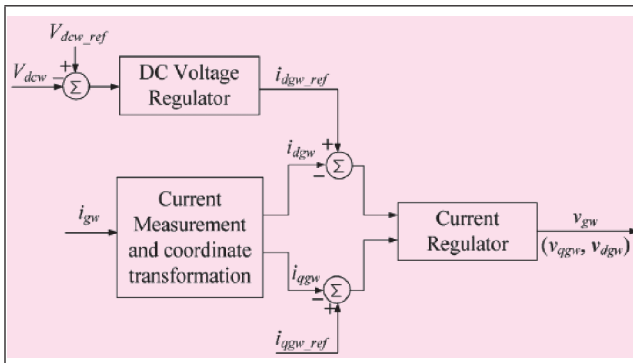 V_dcw_ref
V_dcw
+
−
Σ
DC Voltage
Regulator
i_dgw_ref
+
−
Σ
i_dgw
i_gw
Current
Measurement
and coordinate
transformation
i_qgw
−
+
Σ
i_qgw_ref
Current
Regulator
v_gw
(v_qgw, v_dgw)